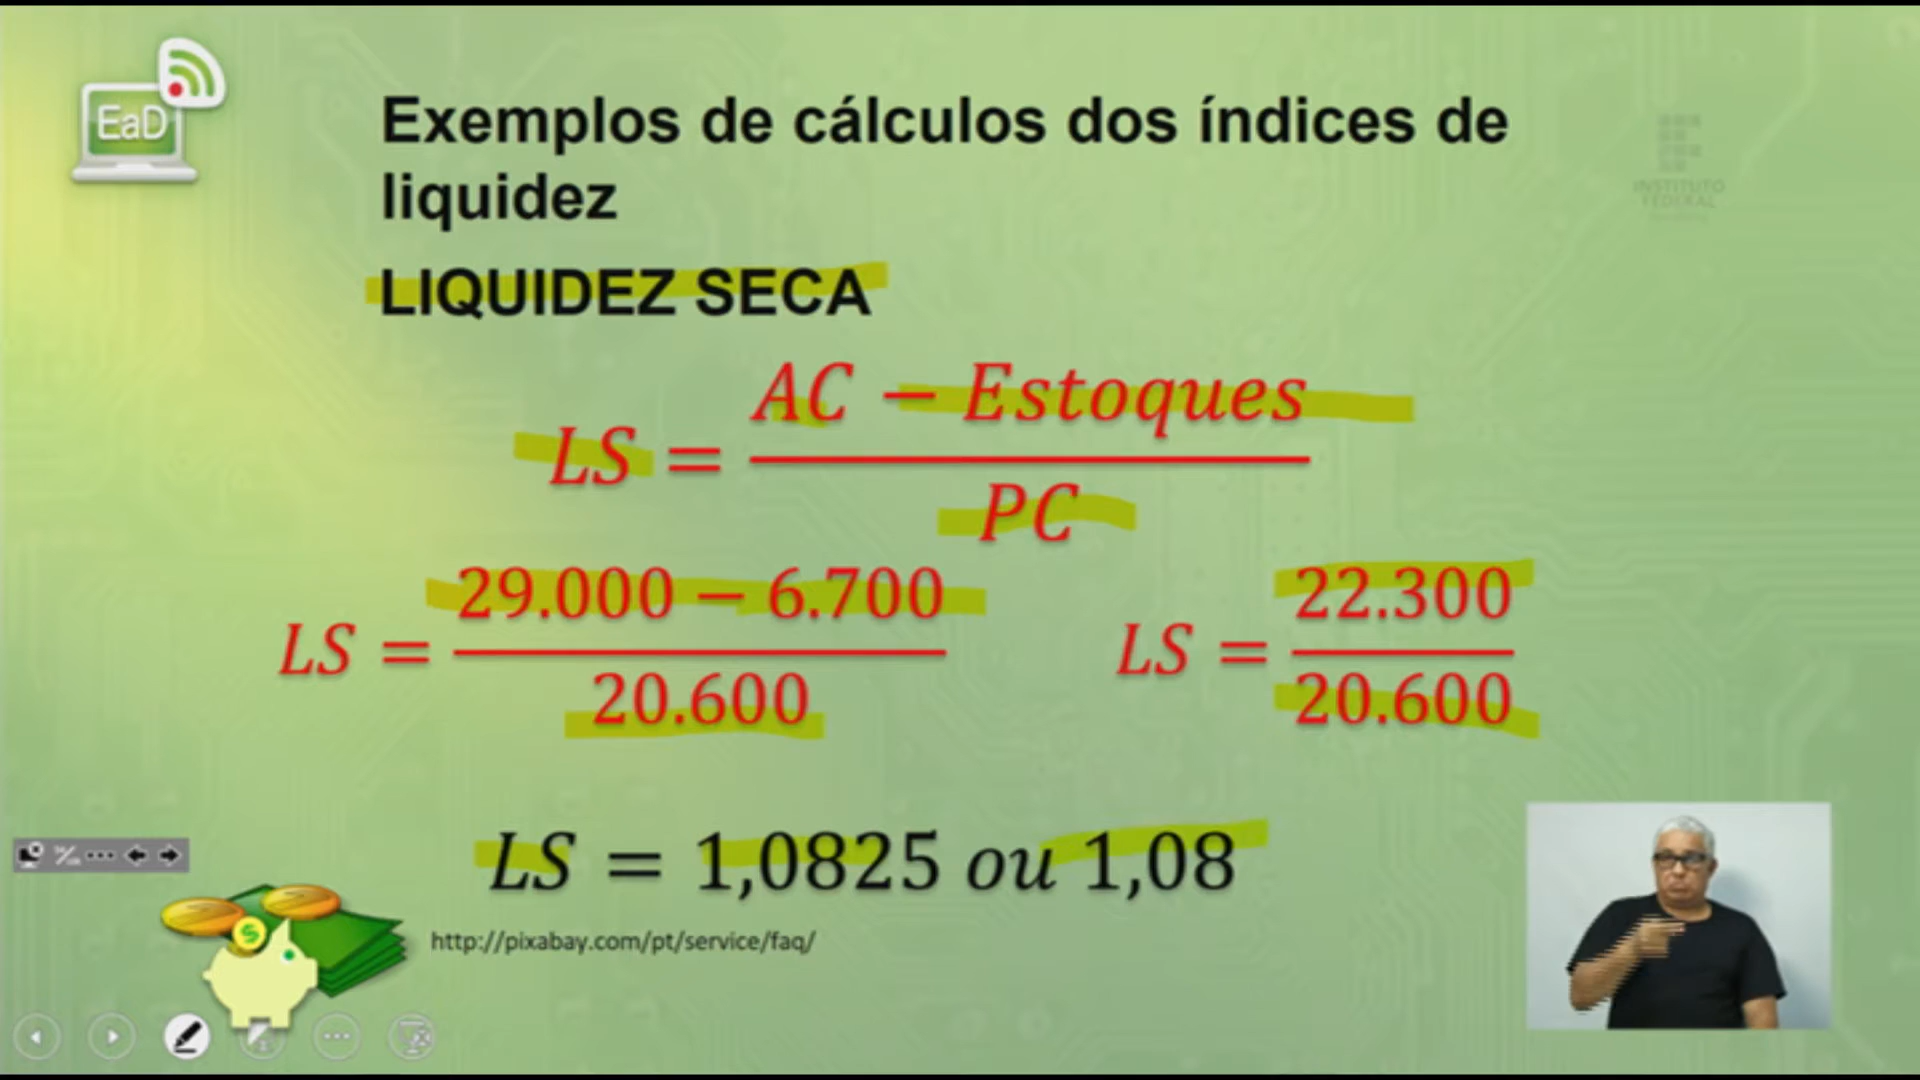 EaD
Exemplos de cálculos dos índices de
liquidez
INSTITUTO
FEDERAL
LIQUIDEZ SECA
LS = AC − Estoques / PC
LS = 29.000 − 6.700 / 20.600
LS = 22.300 / 20.600
LS = 1,0825 ou 1,08
http://pixabay.com/pt/service/faq/